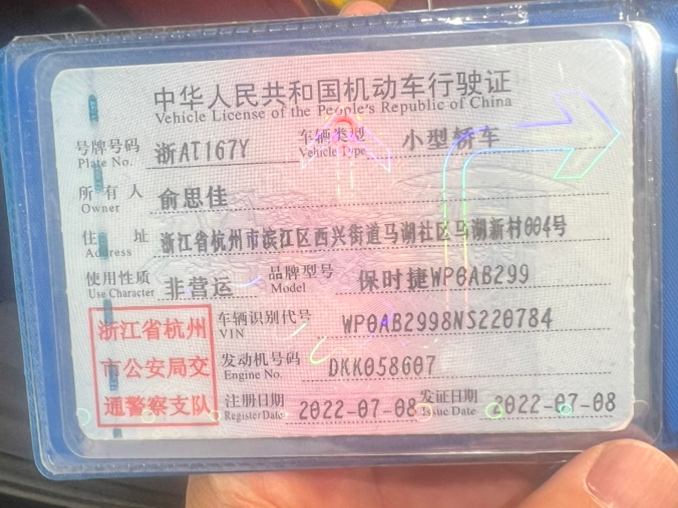 中华人民共和国机动车行驶证
Vehicle License of the People's Republic of China
号牌号码 浙AT167Y 车辆类型 小型轿车
Plate No. Vehicle Type
所有人 俞思佳
Owner
住址 浙江省杭州市滨江区西兴街道马湖社区马湖新村004号
Address
使用性质 非营运 品牌型号 保时捷WP0AB299
Use Character Model
浙江省杭州 车辆识别代号 WP0AB2998NS220784
VIN
市公安局交 发动机号码 DKK058607
Engine No.
通警察支队 注册日期 2022-07-08 发证日期 2022-07-08
Register Date Issue Date